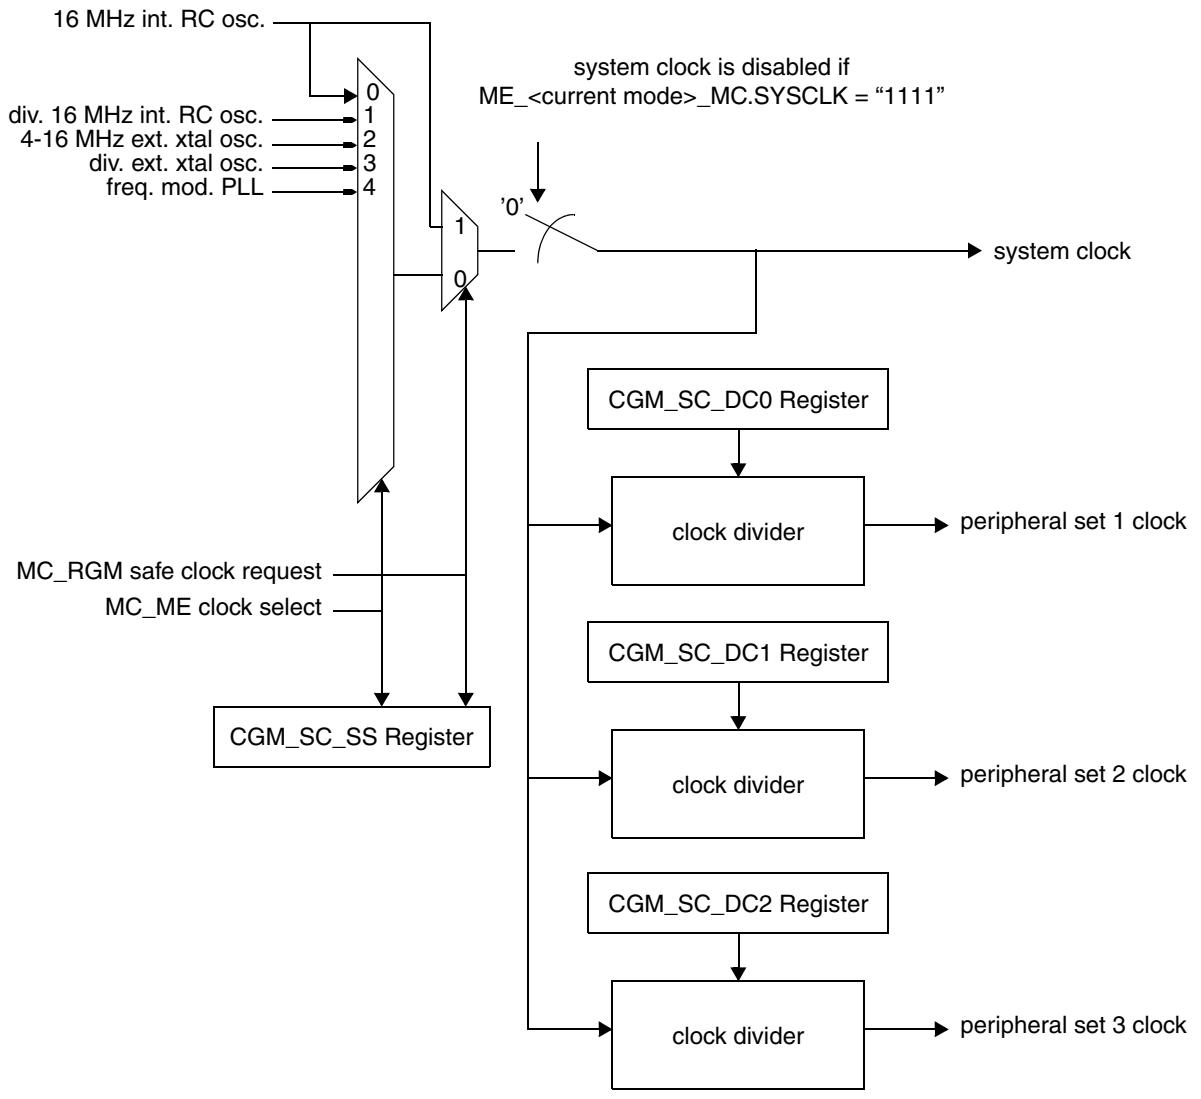 16 MHz int. RC osc.
system clock is disabled if
ME_<current mode>_MC.SYSCLK = “1111”
0
div. 16 MHz int. RC osc.
1
4-16 MHz ext. xtal osc.
2
div. ext. xtal osc.
3
freq. mod. PLL
4
'0'
1
0
system clock
CGM_SC_DC0 Register
clock divider
peripheral set 1 clock
MC_RGM safe clock request
MC_ME clock select
CGM_SC_DC1 Register
CGM_SC_SS Register
clock divider
peripheral set 2 clock
CGM_SC_DC2 Register
clock divider
peripheral set 3 clock